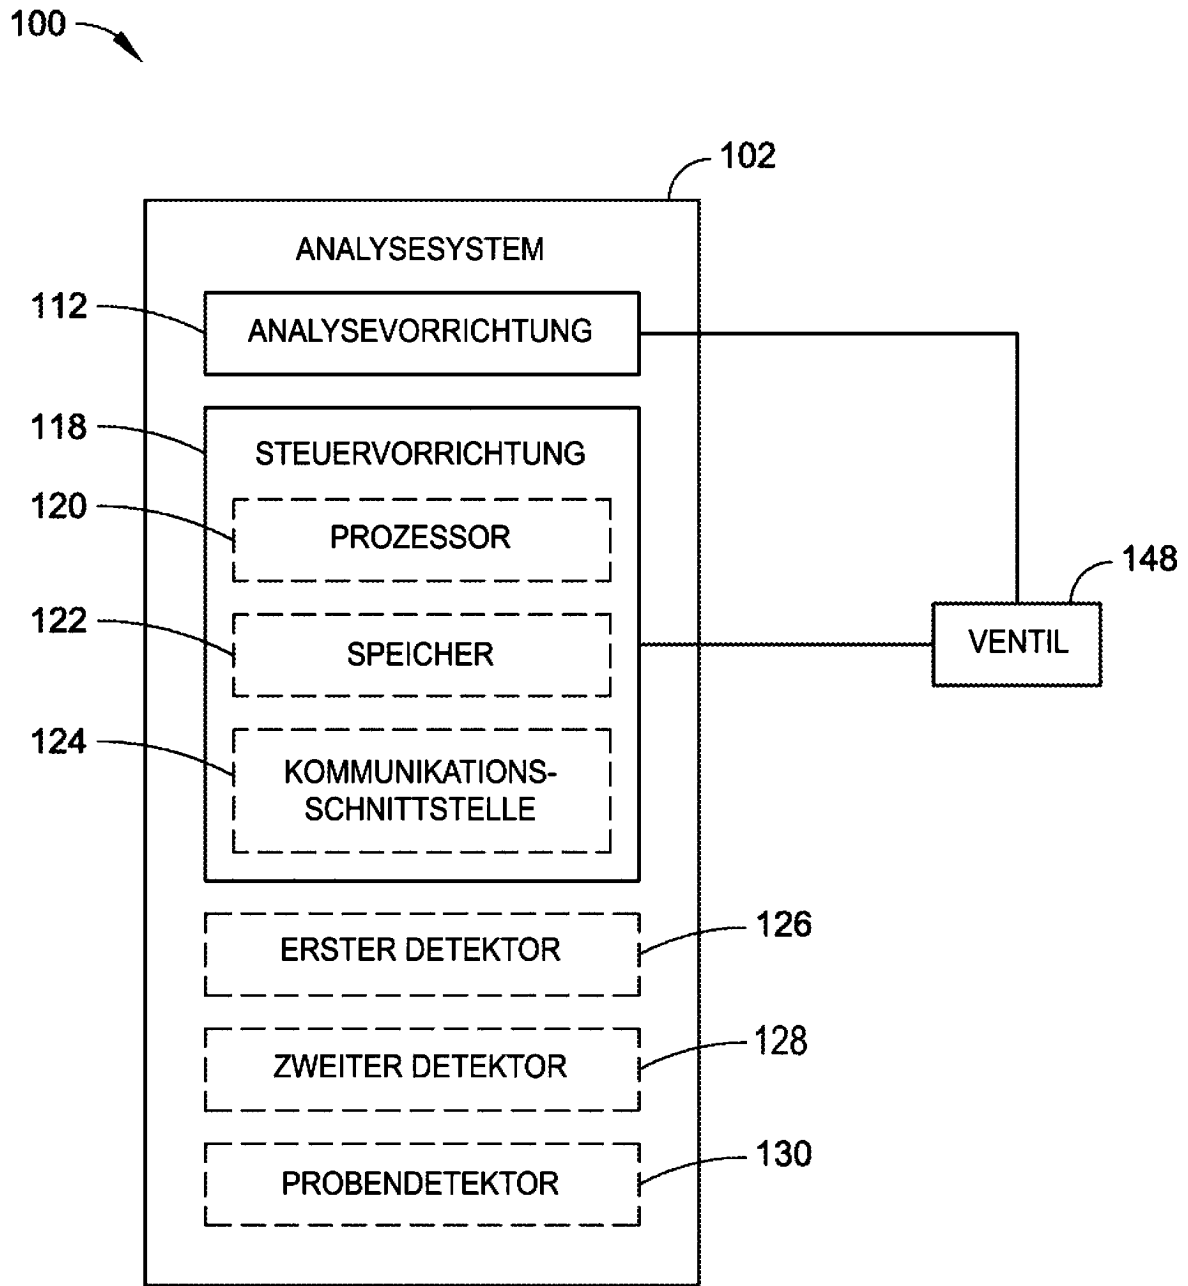 100
102
ANALYSESYSTEM
112
ANALYSEVORRICHTUNG
118
STEUERVORRICHTUNG
120
PROZESSOR
148
VENTIL
122
SPEICHER
124
KOMMUNIKATIONS-
SCHNITTSTELLE
126
ERSTER DETEKTOR
128
ZWEITER DETEKTOR
130
PROBENDETEKTOR